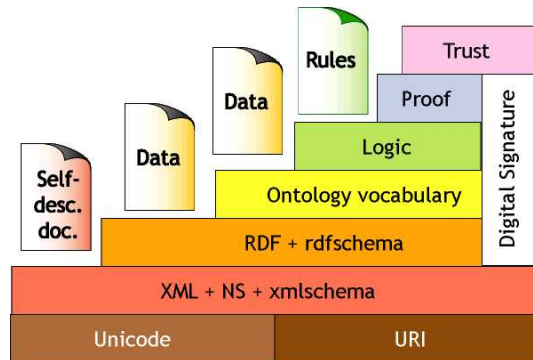 Trust
Rules
Proof
Data
Logic
Data
Ontology vocabulary
Self-
desc.
doc.
RDF + rdfschema
Digital Signature
XML + NS + xmlschema
Unicode
URI